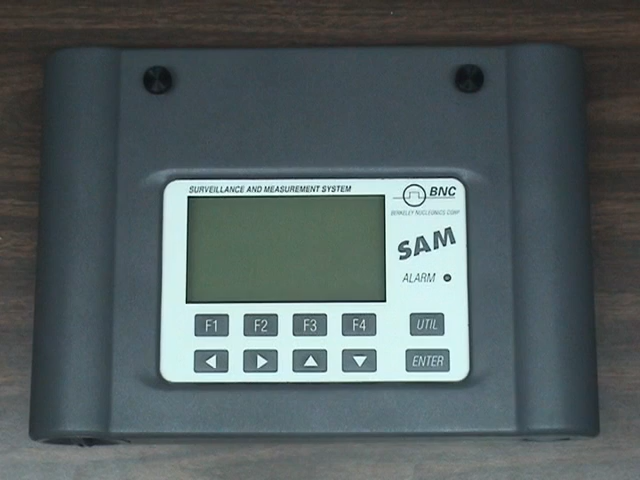 SURVEILLANCE AND MEASUREMENT SYSTEM
BNC
BERKELEY NUCLEONICS CORP
SAM
ALARM
F1 F2 F3 F4 UTIL
ENTER